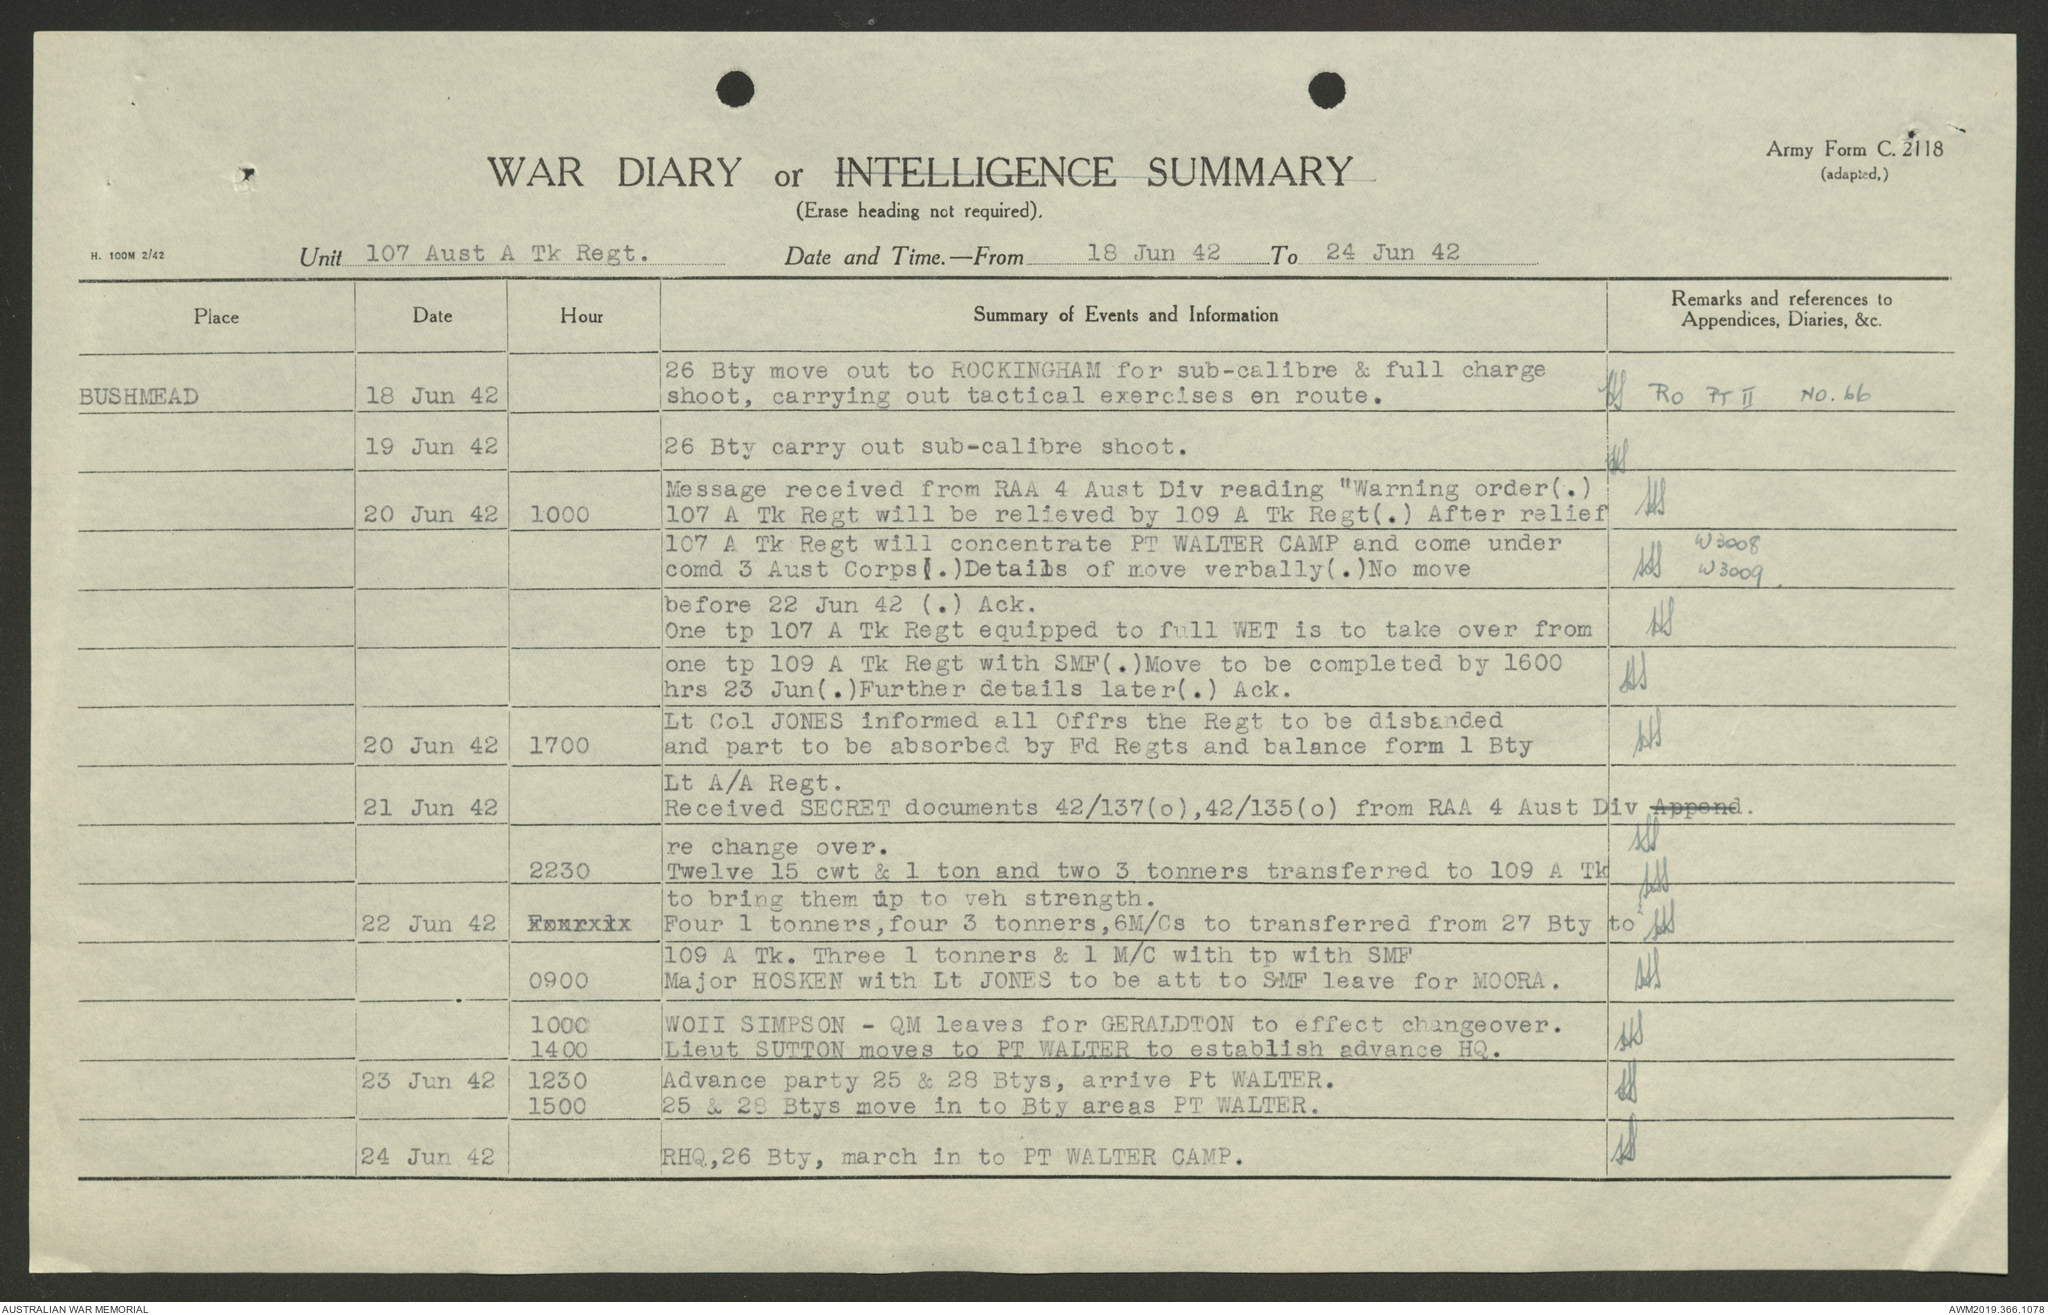 WAR DIARY or INTELLIGENCE SUMMARY
(Erase heading not required).
Army Form C. 2118
(adapted,)
H. 100M 2/42
Unit 107 Aust A Tk Regt. Date and Time.—From 18 Jun 42 To 24 Jun 42
Place Date Hour Summary of Events and Information Remarks and references to
Appendices, Diaries, &c.
26 Bty move out to ROCKINGHAM for sub-calibre & full charge
BUSHMEAD 18 Jun 42 shoot, carrying out tactical exercises en route. RO PT II NO. 66
19 Jun 42 26 Bty carry out sub-calibre shoot.
Message received from RAA 4 Aust Div reading "Warning order(.)
20 Jun 42 1000 107 A Tk Regt will be relieved by 109 A Tk Regt(.) After relief
107 A Tk Regt will concentrate PT WALTER CAMP and come under W3008
comd 3 Aust Corps(.)Details of move verbally(.)No move W3009
before 22 Jun 42 (.) Ack.
One tp 107 A Tk Regt equipped to full WET is to take over from
one tp 109 A Tk Regt with SMF(.)Move to be completed by 1600
hrs 23 Jun(.)Further details later(.) Ack.
Lt Col JONES informed all Offrs the Regt to be disbanded
20 Jun 42 1700 and part to be absorbed by Fd Regts and balance form 1 Bty
Lt A/A Regt.
21 Jun 42 Received SECRET documents 42/137(o),42/135(o) from RAA 4 Aust Div Append.
re change over.
2230 Twelve 15 cwt & 1 ton and two 3 tonners transferred to 109 A Tk
to bring them up to veh strength.
22 Jun 42 Four 1 tonners,four 3 tonners,6M/Cs to transferred from 27 Bty to
109 A Tk. Three 1 tonners & 1 M/C with tp with SMF
0900 Major HOSKEN with Lt JONES to be att to SMF leave for MOORA.
1000 WOII SIMPSON - QM leaves for GERALDTON to effect changeover.
1400 Lieut SUTTON moves to PT WALTER to establish advance HQ.
23 Jun 42 1230 Advance party 25 & 28 Btys, arrive Pt WALTER.
1500 25 & 28 Btys move in to Bty areas PT WALTER.
24 Jun 42 RHQ,26 Bty, march in to PT WALTER CAMP.
AUSTRALIAN WAR MEMORIAL AWM2019.366.1078